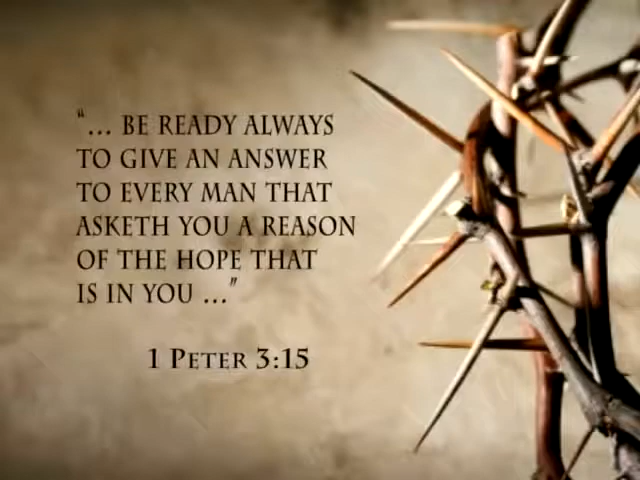 “... BE READY ALWAYS
TO GIVE AN ANSWER
TO EVERY MAN THAT
ASKETH YOU A REASON
OF THE HOPE THAT
IS IN YOU ...”
1 PETER 3:15